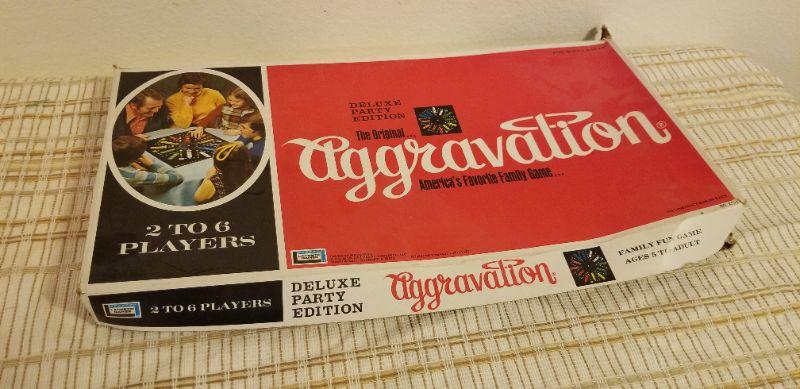 DELUXE
PARTY
EDITION
The Original...
aggravation®
America's Favorite Family Game...
2 TO 6
PLAYERS
2 TO 6 PLAYERS
DELUXE
PARTY
EDITION
aggravation®
FAMILY FUN GAME
AGES 5 TO ADULT